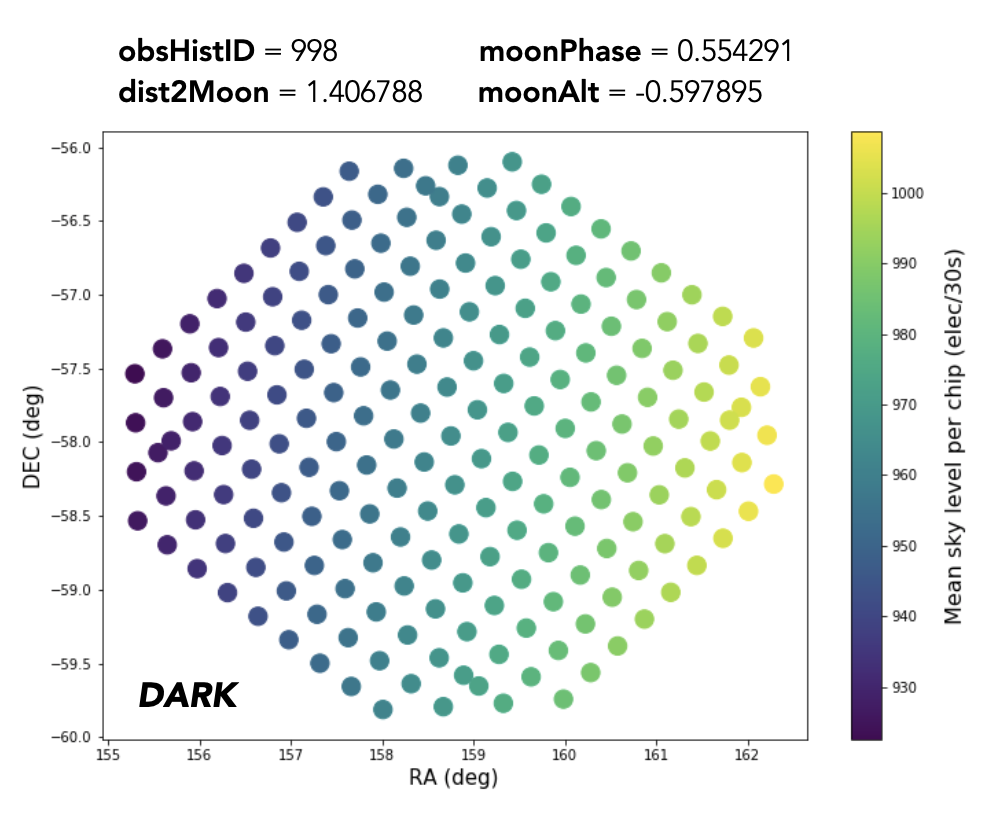 obsHistID = 998 moonPhase = 0.554291
dist2Moon = 1.406788 moonAlt = -0.597895
−56.0
−56.5
−57.0
−57.5
−58.0
−58.5
−59.0
−59.5
−60.0
DEC (deg)
DARK
155 156 157 158 159 160 161 162
RA (deg)
1000
990
980
970
960
950
940
930
Mean sky level per chip (elec/30s)